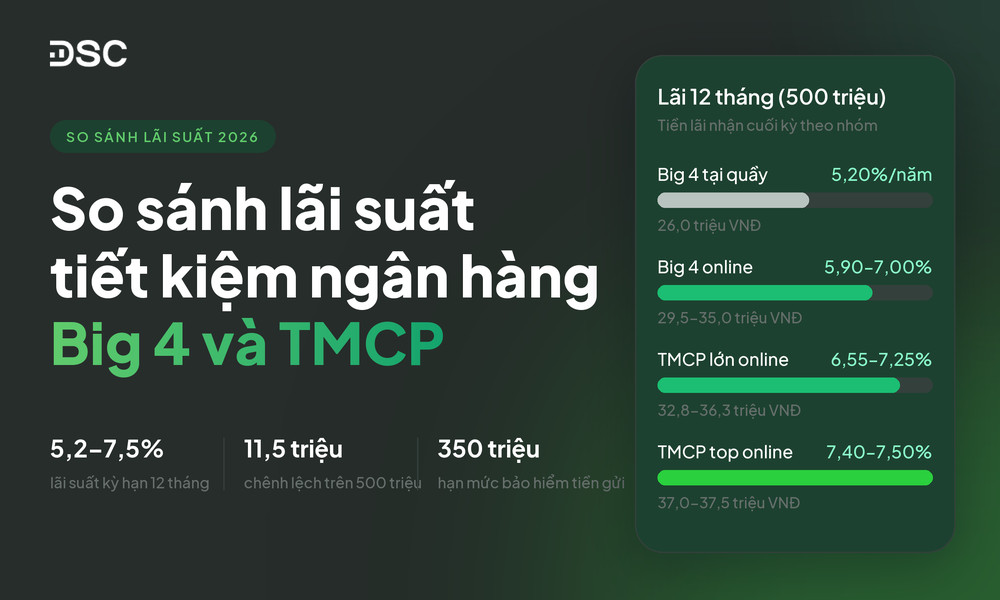 DSC
SO SÁNH LÃI SUẤT 2026
So sánh lãi suất
tiết kiệm ngân hàng
Big 4 và TMCP
5,2–7,5%
lãi suất kỳ hạn 12 tháng
11,5 triệu
chênh lệch trên 500 triệu
350 triệu
hạn mức bảo hiểm tiền gửi
Lãi 12 tháng (500 triệu)
Tiền lãi nhận cuối kỳ theo nhóm
Big 4 tại quầy 5,20%/năm
26,0 triệu VNĐ
Big 4 online 5,90–7,00%
29,5–35,0 triệu VNĐ
TMCP lớn online 6,55–7,25%
32,8–36,3 triệu VNĐ
TMCP top online 7,40–7,50%
37,0–37,5 triệu VNĐ